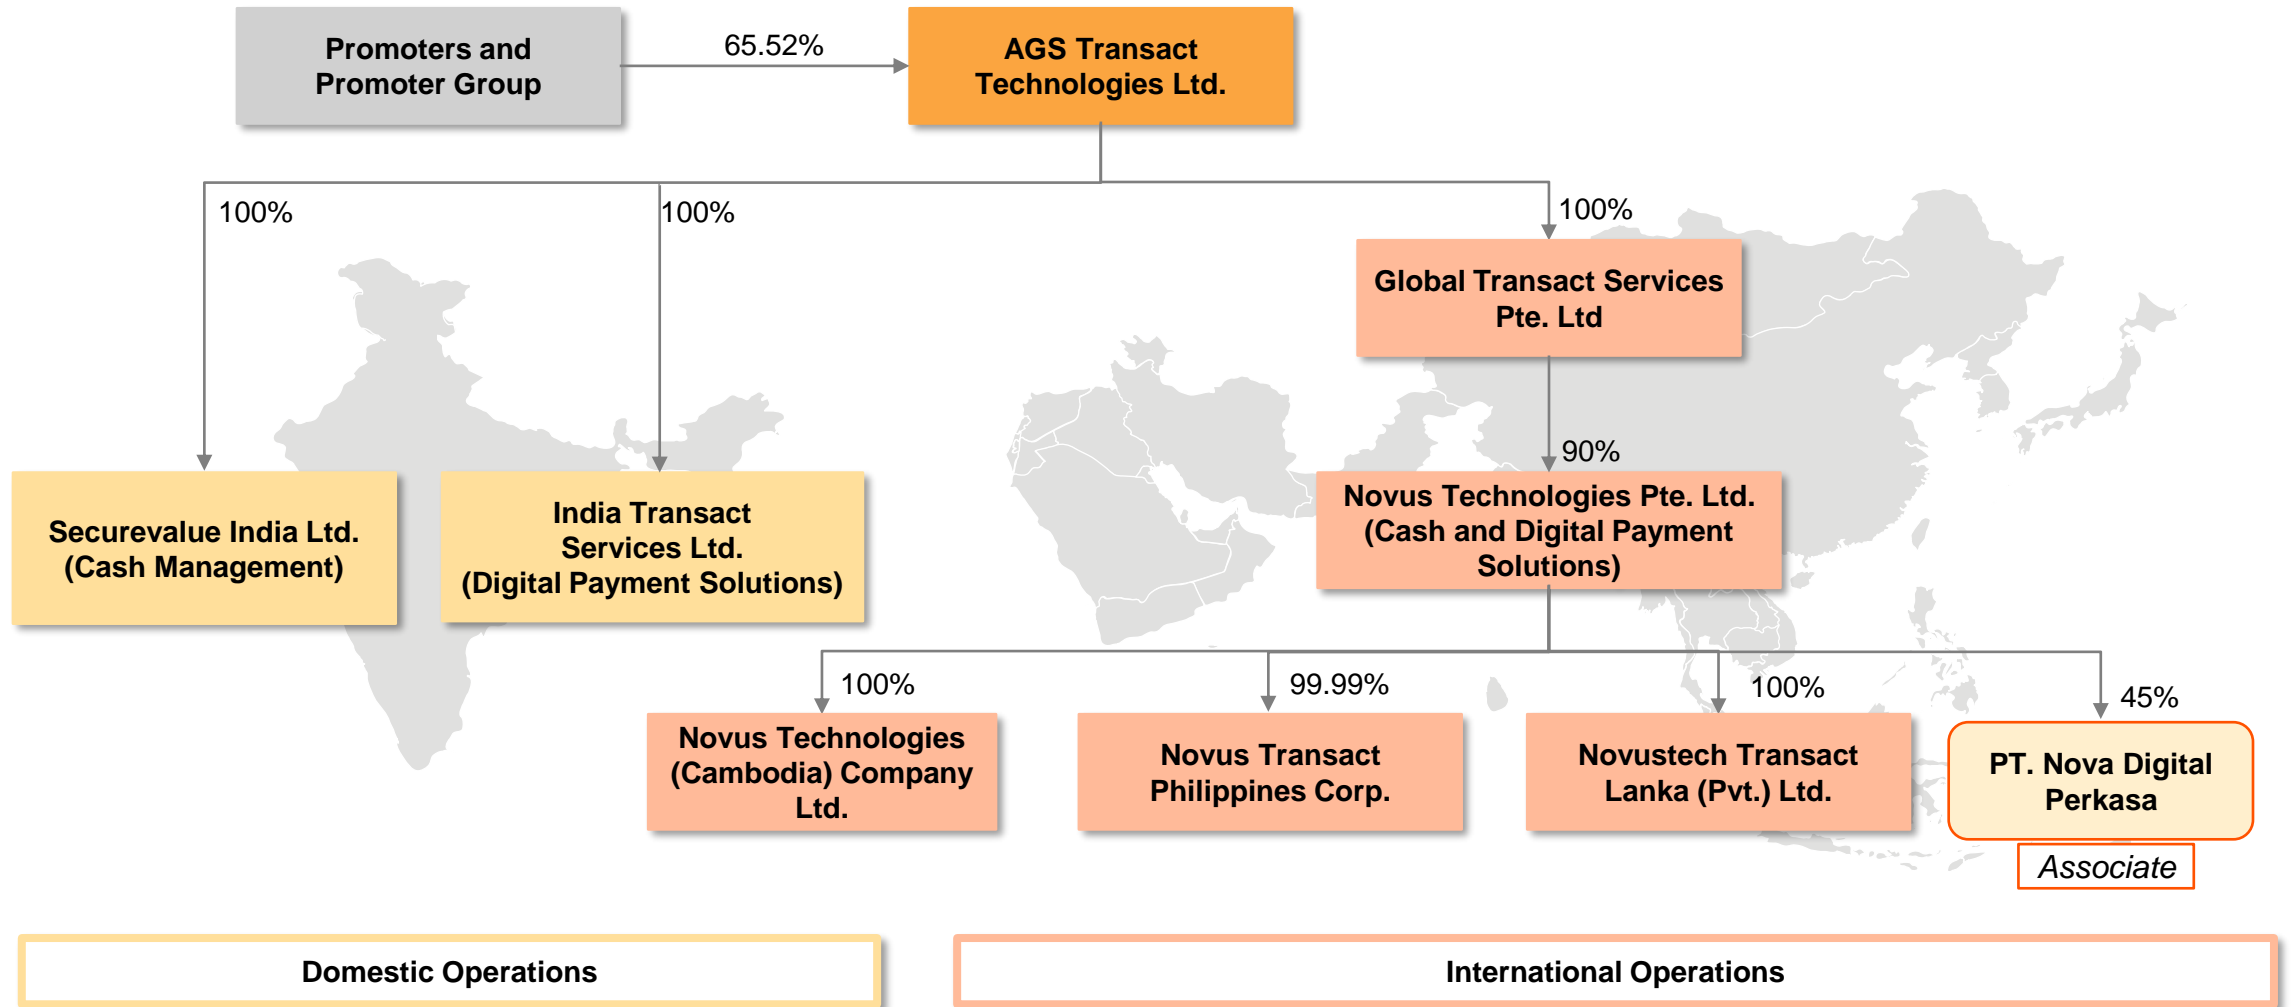 Promoters and
Promoter Group
65.52%
AGS Transact
Technologies Ltd.
100%
100%
100%
Global Transact Services
Pte. Ltd
90%
Securevalue India Ltd.
(Cash Management)
India Transact
Services Ltd.
(Digital Payment Solutions)
Novus Technologies Pte. Ltd.
(Cash and Digital Payment
Solutions)
100%
99.99%
100%
45%
Novus Technologies
(Cambodia) Company
Ltd.
Novus Transact
Philippines Corp.
Novustech Transact
Lanka (Pvt.) Ltd.
PT. Nova Digital
Perkasa
Associate
Domestic Operations
International Operations